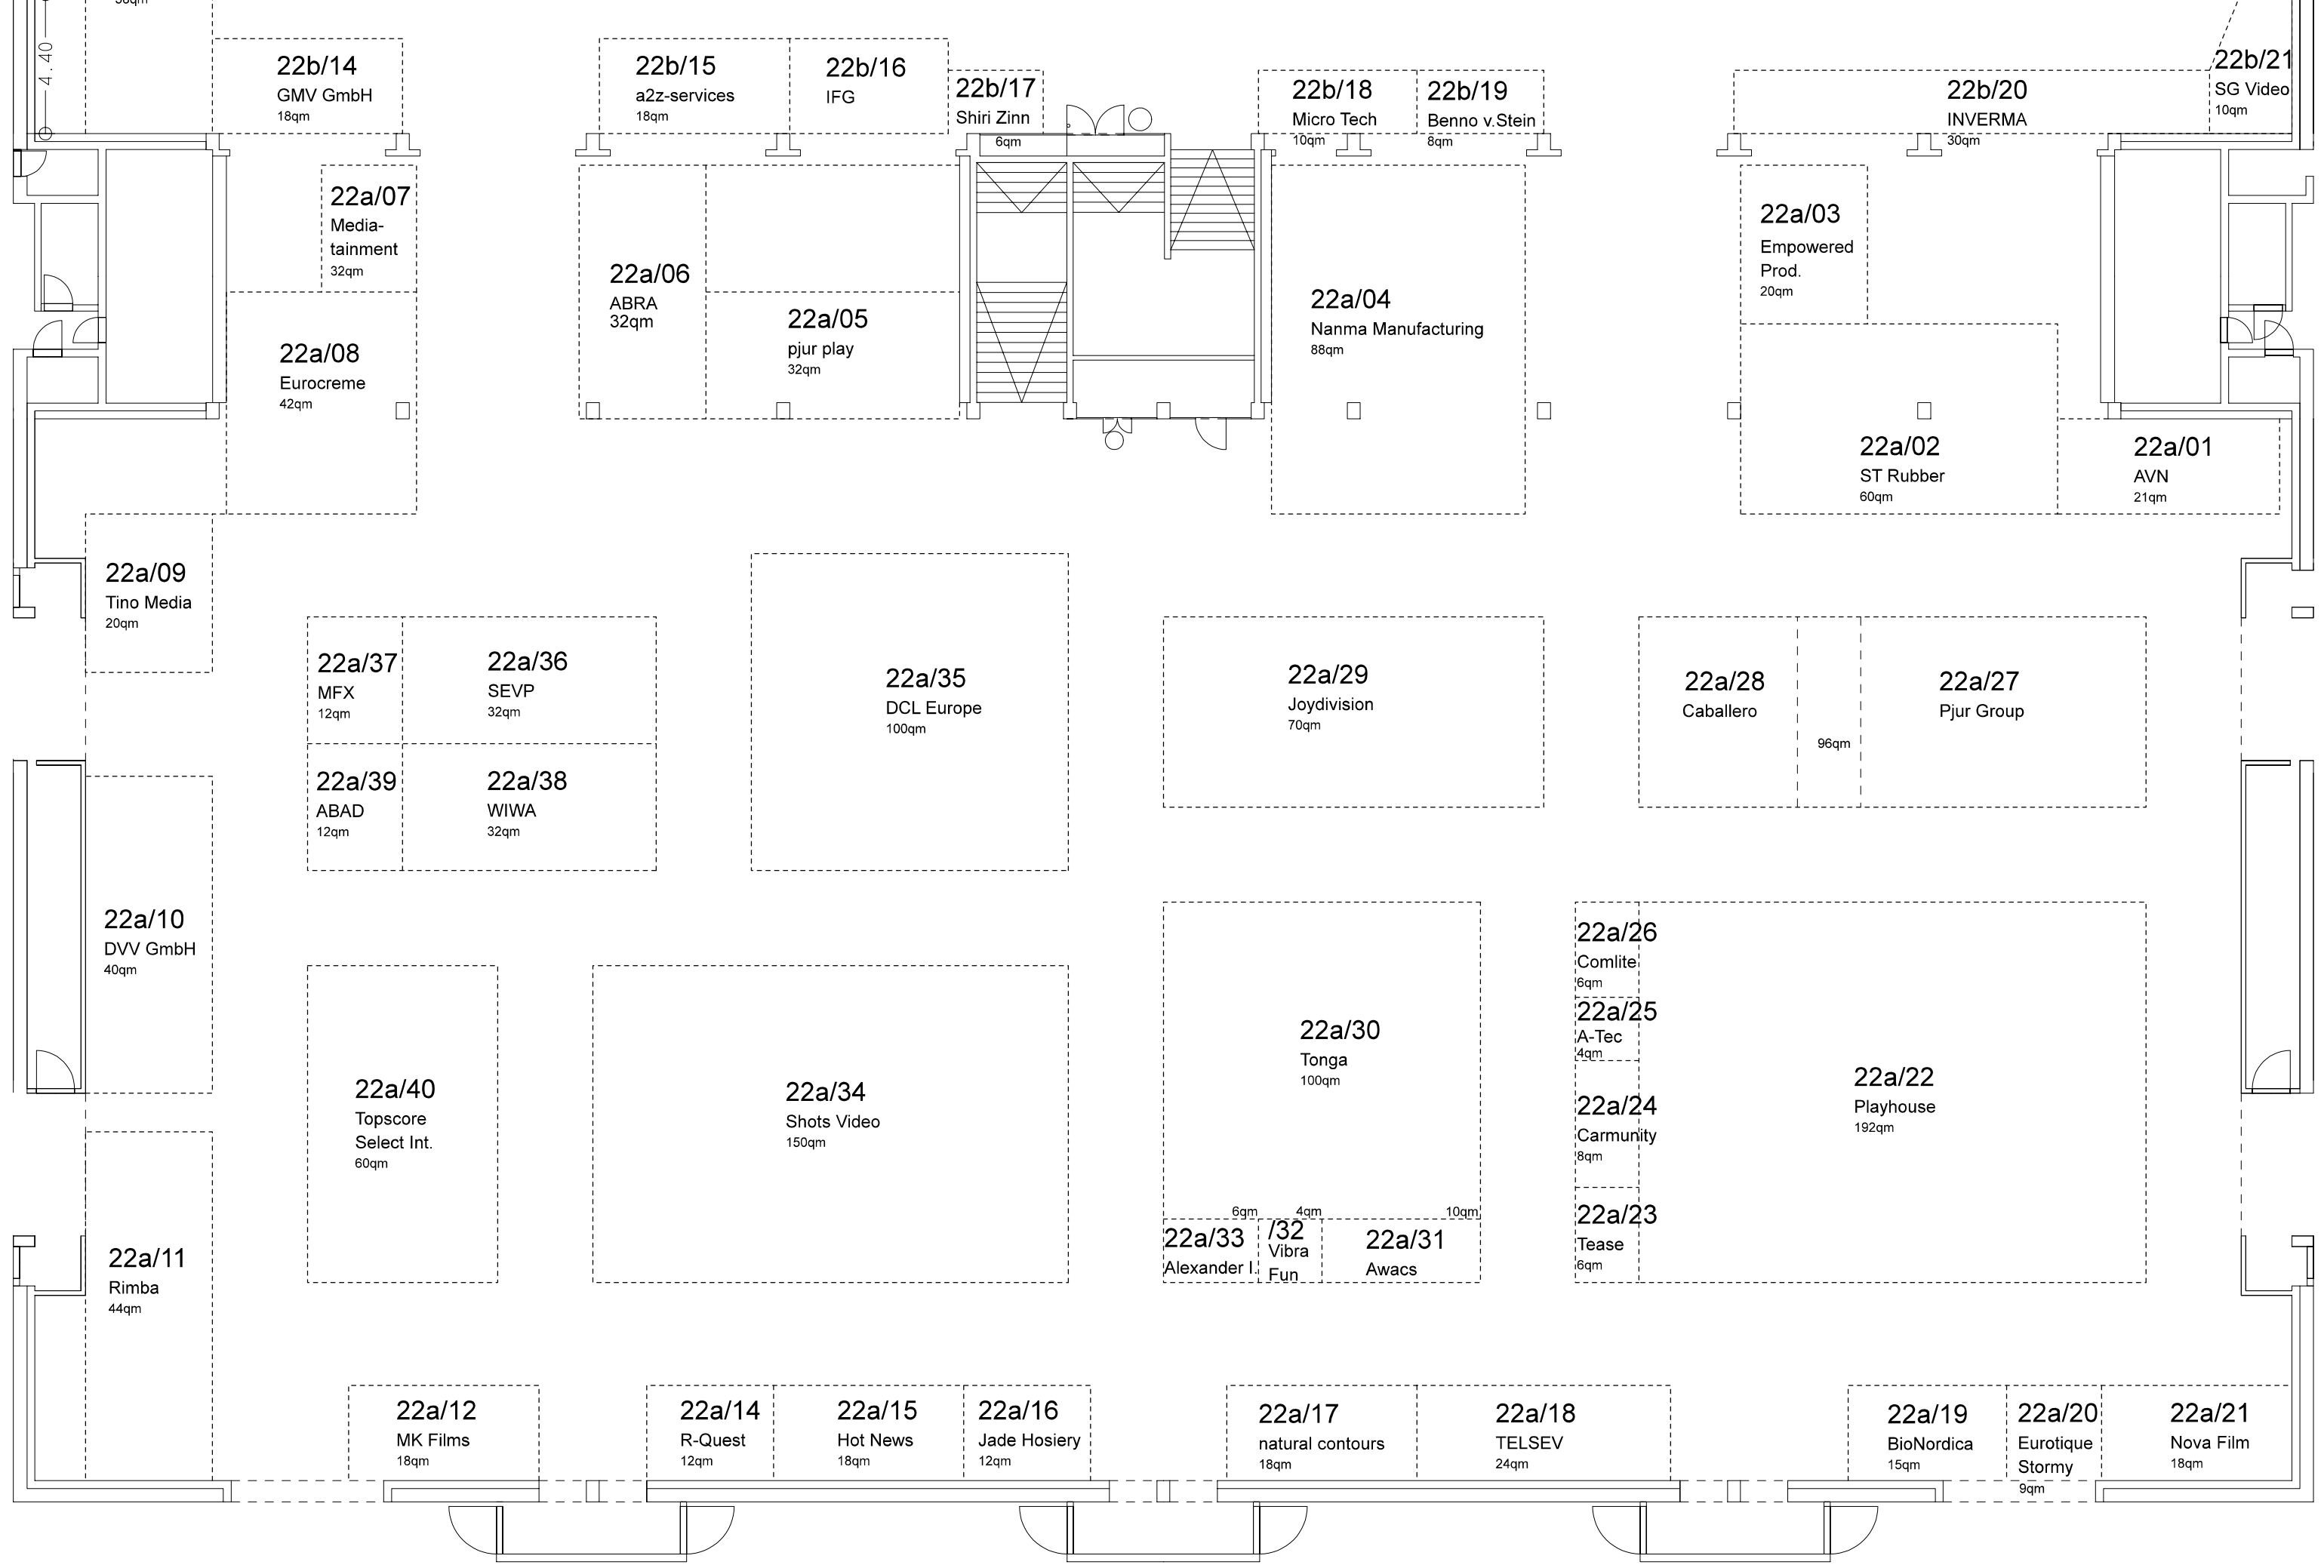 4.40
22b/14
GMV GmbH
18qm
22b/15
a2z-services
18qm
22b/16
IFG
22b/17
Shiri Zinn
6qm
22b/18
Micro Tech
10qm
22b/19
Benno v.Stein
8qm
22b/20
INVERMA
30qm
22b/21
SG Video
10qm
22a/07
Media-
tainment
32qm
22a/06
ABRA
32qm
22a/05
pjur play
32qm
22a/04
Nanma Manufacturing
88qm
22a/03
Empowered
Prod.
20qm
22a/08
Eurocreme
42qm
22a/02
ST Rubber
60qm
22a/01
AVN
21qm
22a/09
Tino Media
20qm
22a/37
MFX
12qm
22a/36
SEVP
32qm
22a/35
DCL Europe
100qm
22a/29
Joydivision
70qm
22a/28
Caballero
96qm
22a/27
Pjur Group
22a/39
ABAD
12qm
22a/38
WIWA
32qm
22a/10
DVV GmbH
40qm
22a/40
Topscore
Select Int.
60qm
22a/34
Shots Video
150qm
22a/30
Tonga
100qm
22a/26
Comlite
6qm
22a/25
A-Tec
4qm
22a/24
Carmunity
8qm
22a/23
Tease
6qm
22a/22
Playhouse
192qm
6qm
4qm
10qm
22a/33
Alexander I.
/32
Vibra
Fun
22a/31
Awacs
22a/11
Rimba
44qm
22a/12
MK Films
18qm
22a/14
R-Quest
12qm
22a/15
Hot News
18qm
22a/16
Jade Hosiery
12qm
22a/17
natural contours
18qm
22a/18
TELSEV
24qm
22a/19
BioNordica
15qm
22a/20
Eurotique
Stormy
9qm
22a/21
Nova Film
18qm